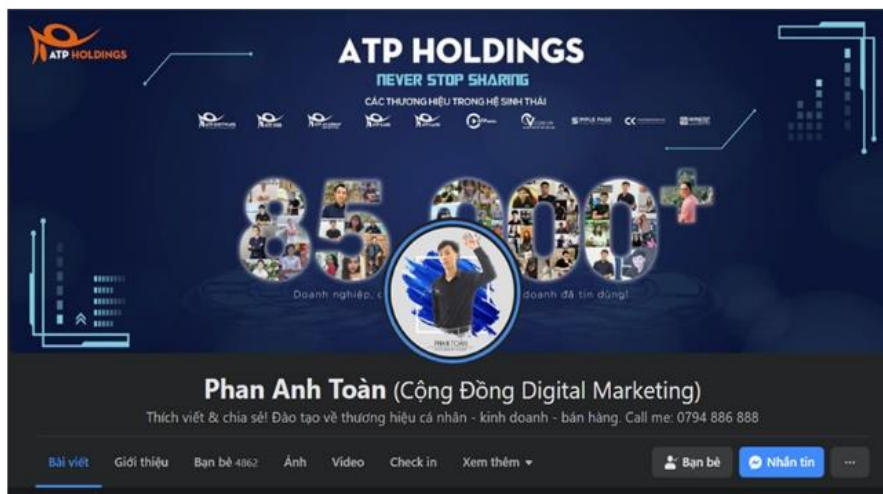 ATP HOLDINGS
ATP HOLDINGS
NEVER STOP SHARING
CÁC THƯƠNG HIỆU TRONG HỆ SINH THÁI
SIMPLE PAGE
85.000+
Doanh nghiệp, doanh đã tin dùng!
PHAN TOÀN
Phan Anh Toàn (Cộng Đồng Digital Marketing)
Thích viết & chia sẻ! Đào tạo về thương hiệu cá nhân - kinh doanh - bán hàng. Call me: 0794 886 888
Bài viết Giới thiệu Bạn bè 4862 Ảnh Video Check in Xem thêm Bạn bè Nhắn tin